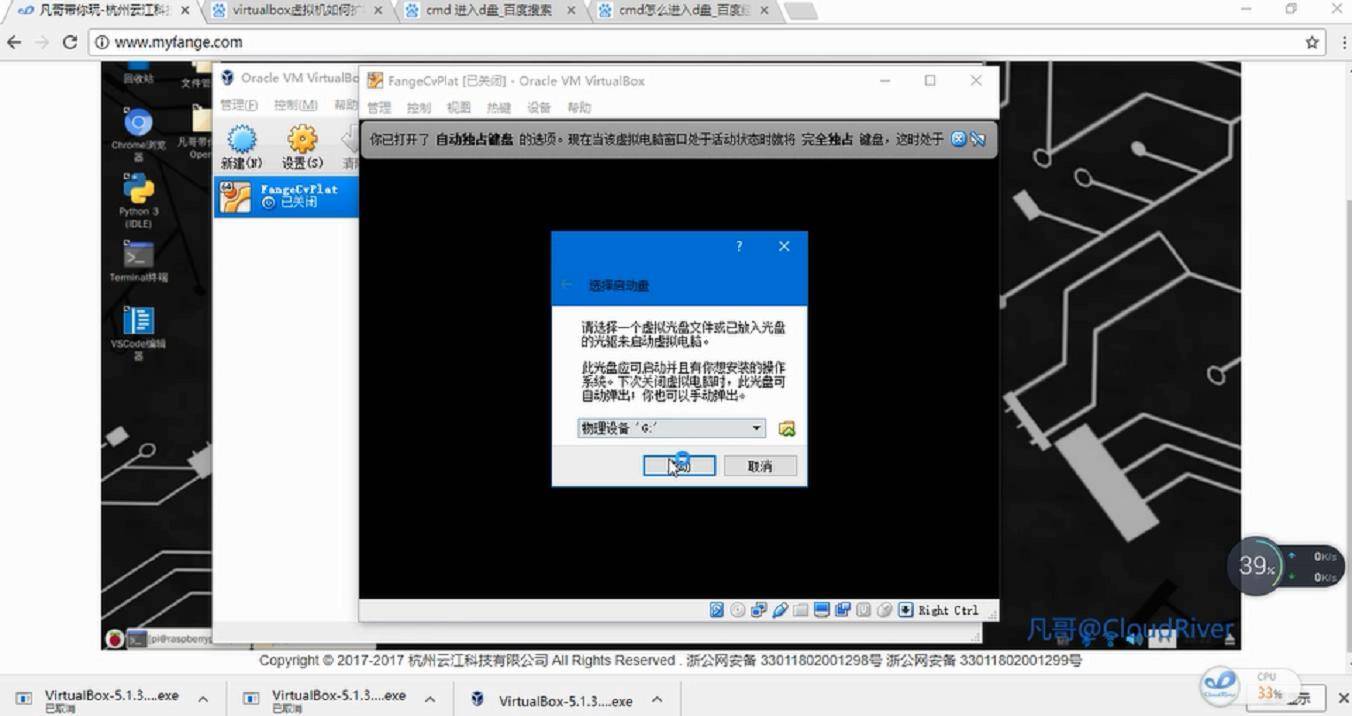 凡哥带你玩-杭州云江科技
virtualbox虚拟机如何扩
cmd 进入d盘_百度搜索
cmd怎么进入d盘_百度经
www.myfange.com
回收站
文件管
Chrome浏览器
凡哥带你
Open
Python 3
(IDLE)
Terminal终端
VSCode编辑器
Oracle VM VirtualBo
管理(F) 控制(M) 帮助
新建(N) 设置(S) 清除
FangeCvPlat
已关闭
FangeCvPlat [已关闭] - Oracle VM VirtualBox
管理 控制 视图 热键 设备 帮助
你已打开了 自动独占键盘 的选项。现在当该虚拟电脑窗口处于活动状态时就将 完全独占 键盘，这时处于
?
选择启动盘
请选择一个虚拟光盘文件或已放入光盘
的光驱来启动虚拟电脑。
此光盘应可启动并且有你想安装的操作
系统。下次关闭虚拟电脑时，此光盘可
自动弹出；你也可以手动弹出。
物理设备 'G:'
取消
Right Ctrl
39%
0K/s
0K/s
凡哥@CloudRiver
pi@raspberryp
Copyright © 2017-2017 杭州云江科技有限公司 All Rights Reserved . 浙公网安备 33011802001298号 浙公网安备 33011802001299号
VirtualBox-5.1.3....exe
已取消
VirtualBox-5.1.3....exe
已取消
VirtualBox-5.1.3....exe
CloudRiver
CPU
33%
示